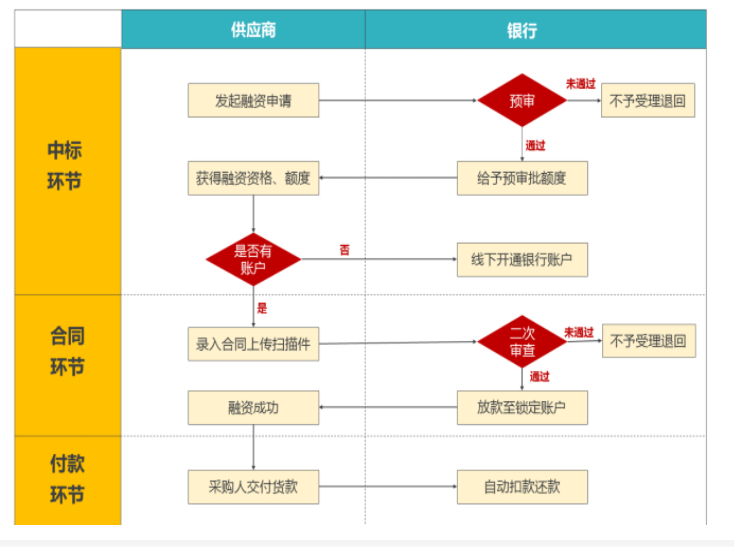 供应商
银行
中标
环节
发起融资申请
预审
未通过
不予受理退回
通过
获得融资资格、额度
给予预审批额度
是否有
账户
否
线下开通银行账户
是
合同
环节
录入合同上传扫描件
二次
审查
未通过
不予受理退回
通过
融资成功
放款至锁定账户
付款
环节
采购人交付货款
自动扣款还款